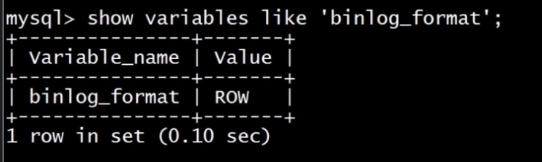 mysql> show variables like 'binlog_format';
+---------------+-------+
| Variable_name | Value |
+---------------+-------+
| binlog_format | ROW   |
+---------------+-------+
1 row in set (0.10 sec)